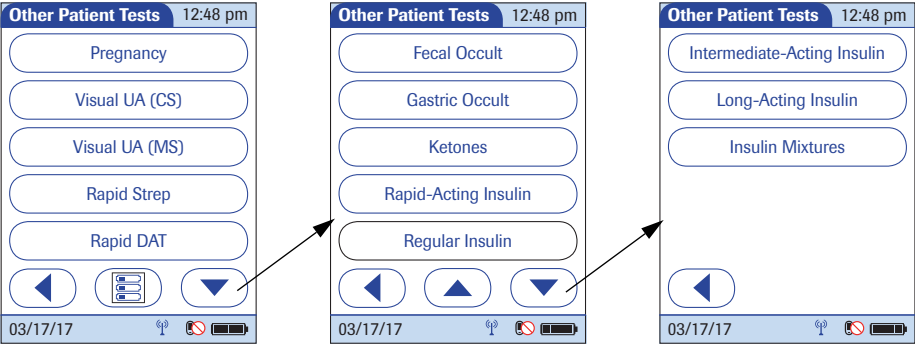 Other Patient Tests 12:48 pm
Pregnancy
Visual UA (CS)
Visual UA (MS)
Rapid Strep
Rapid DAT
03/17/17
Other Patient Tests 12:48 pm
Fecal Occult
Gastric Occult
Ketones
Rapid-Acting Insulin
Regular Insulin
03/17/17
Other Patient Tests 12:48 pm
Intermediate-Acting Insulin
Long-Acting Insulin
Insulin Mixtures
03/17/17